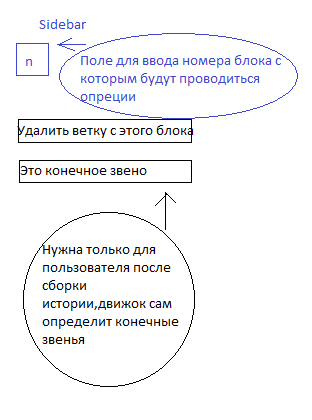 Sidebar
n
Поле для ввода номера блока с
которым будут проводиться
опреции
Удалить ветку с этого блока
Это конечное звено
Нужна только для
пользователя после
сборки
истории,движок сам
определит конечные
звенья